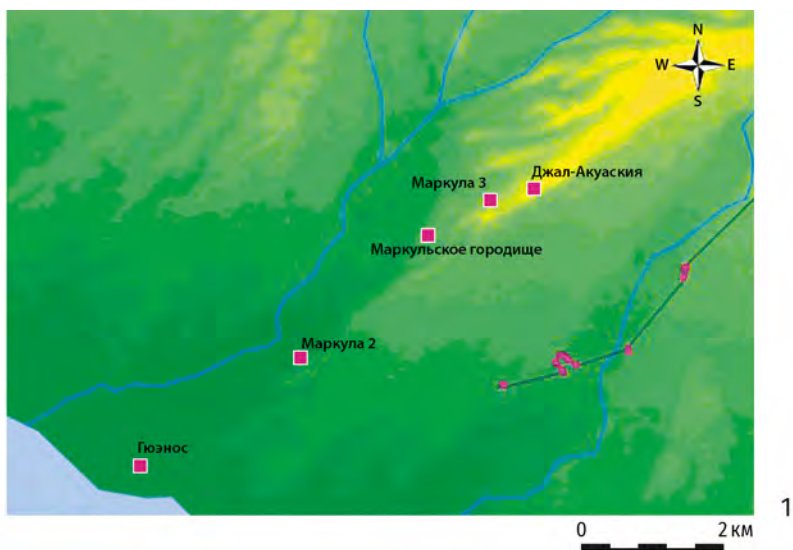 N
W E
S
Джал-Акуаския
Маркула 3
Маркульское городище
Маркула 2
Гюэнос
1
0 2 км